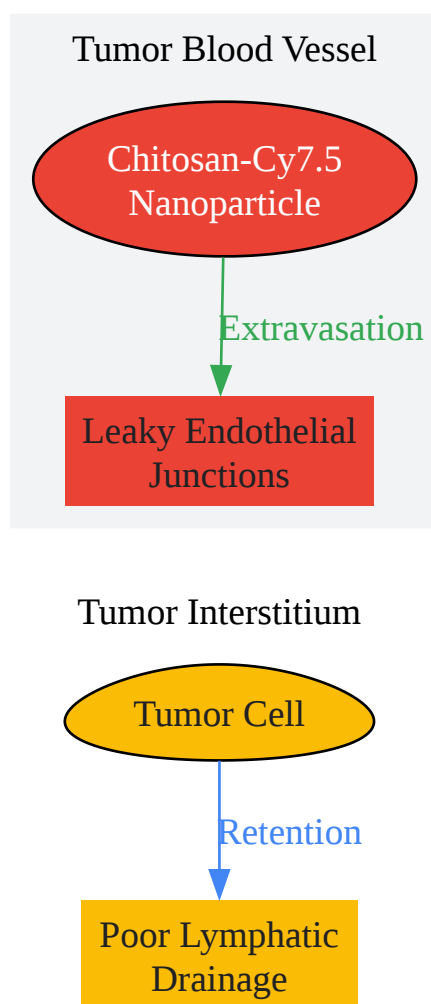 Tumor Blood Vessel
Chitosan-Cy7.5
Nanoparticle
Extravasation
Leaky Endothelial
Junctions
Tumor Interstitium
Tumor Cell
Retention
Poor Lymphatic
Drainage